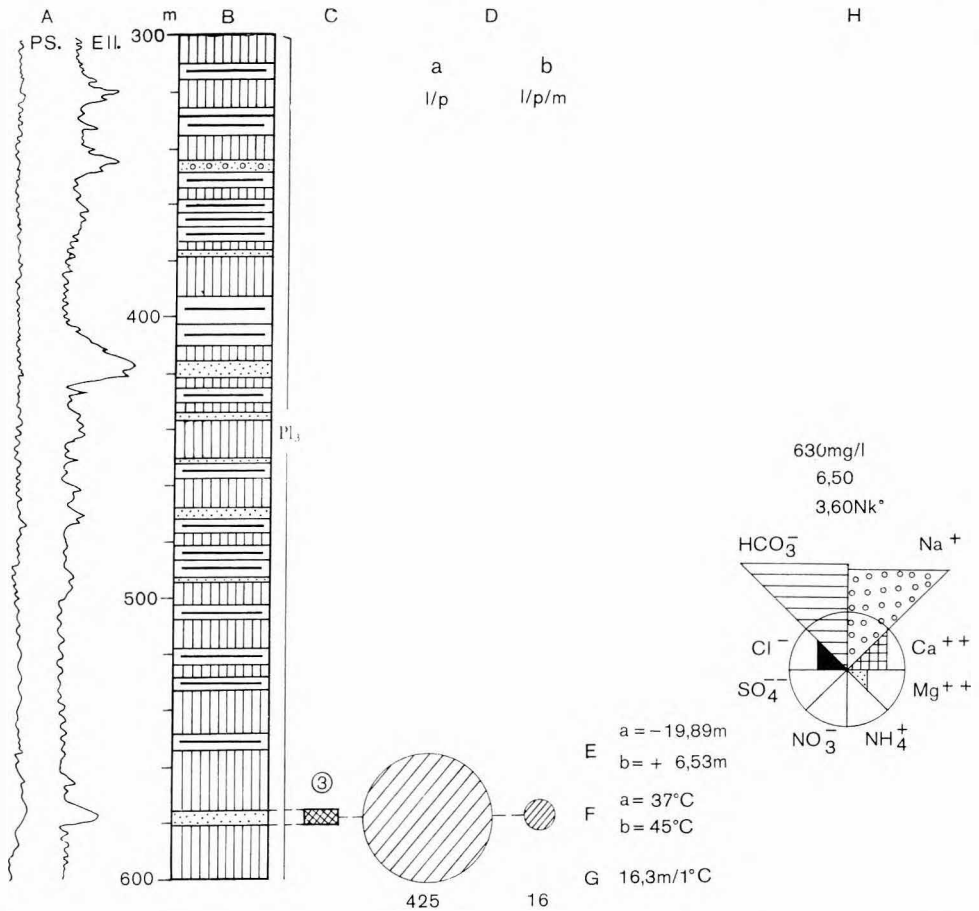 A
m
B
C
D
H
PS.
Ell.
300
a
b
l/p
l/p/m
400
Pl₃
630mg/l
6,50
3,60Nk°
HCO₃⁻
Na⁺
500
Cl⁻
Ca⁺⁺
SO₄⁻⁻
Mg⁺⁺
NO₃⁻
NH₄⁺
E
a = −19,89m
b = + 6,53m
③
F
a = 37°C
b = 45°C
G 16,3m/1°C
600
425
16